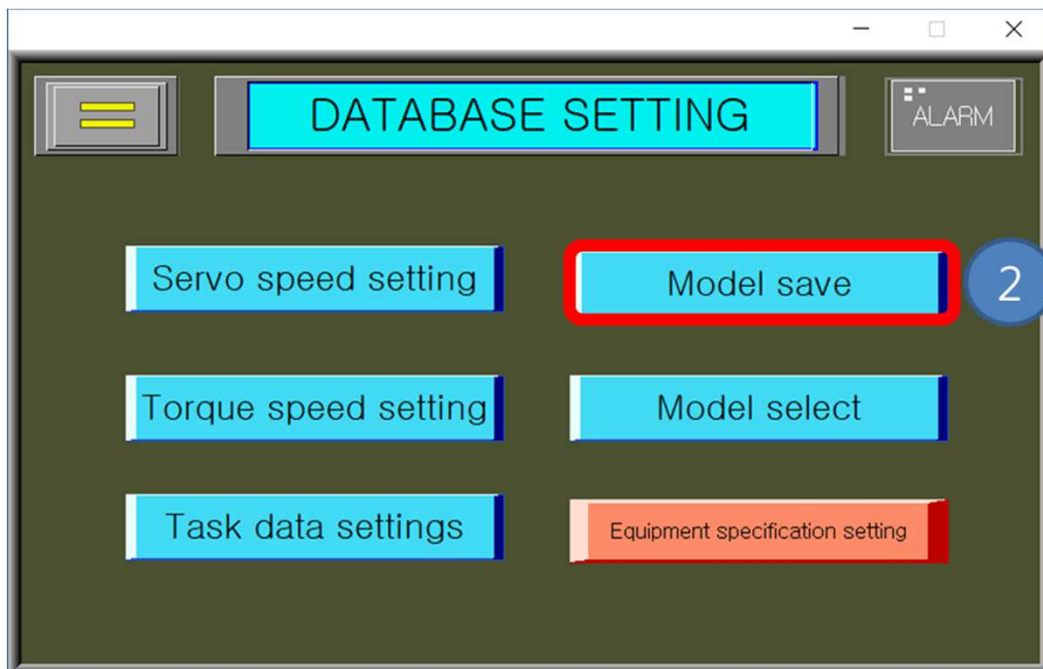 DATABASE SETTING
ALARM
Servo speed setting
Model save
2
Torque speed setting
Model select
Task data settings
Equipment specification setting